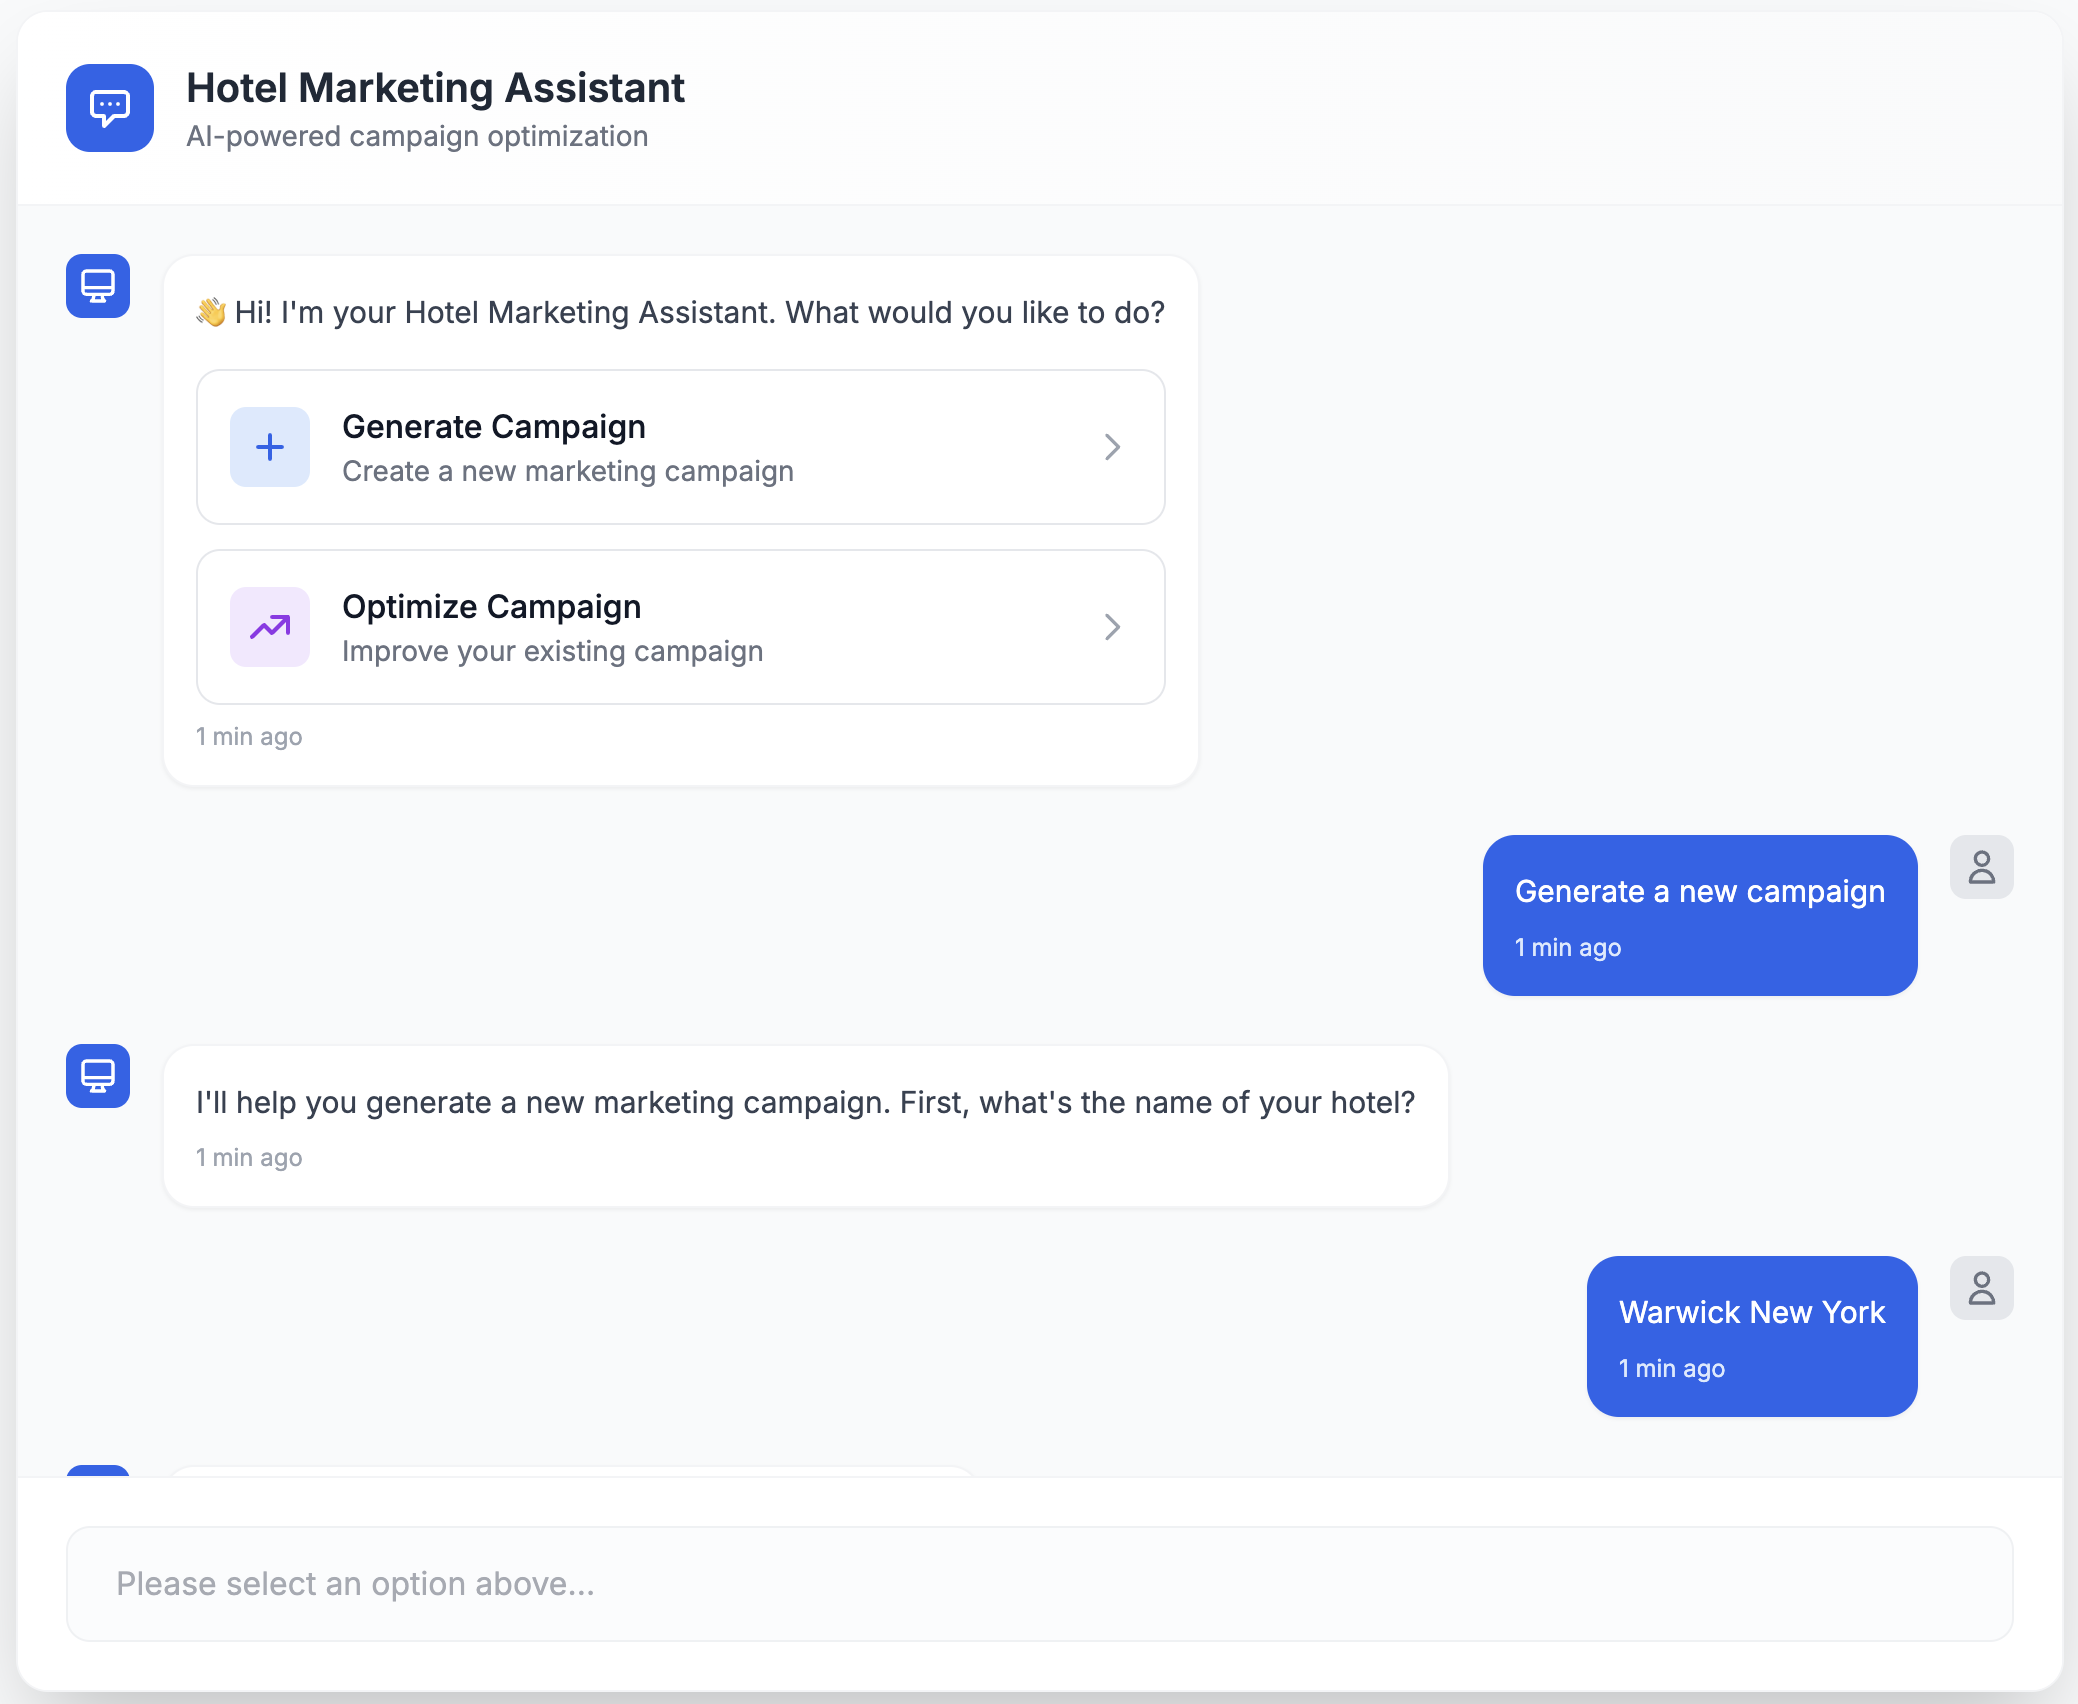 Hotel Marketing Assistant
AI-powered campaign optimization
👋 Hi! I'm your Hotel Marketing Assistant. What would you like to do?
Generate Campaign
Create a new marketing campaign
Optimize Campaign
Improve your existing campaign
1 min ago
Generate a new campaign
1 min ago
I'll help you generate a new marketing campaign. First, what's the name of your hotel?
1 min ago
Warwick New York
1 min ago
Please select an option above...